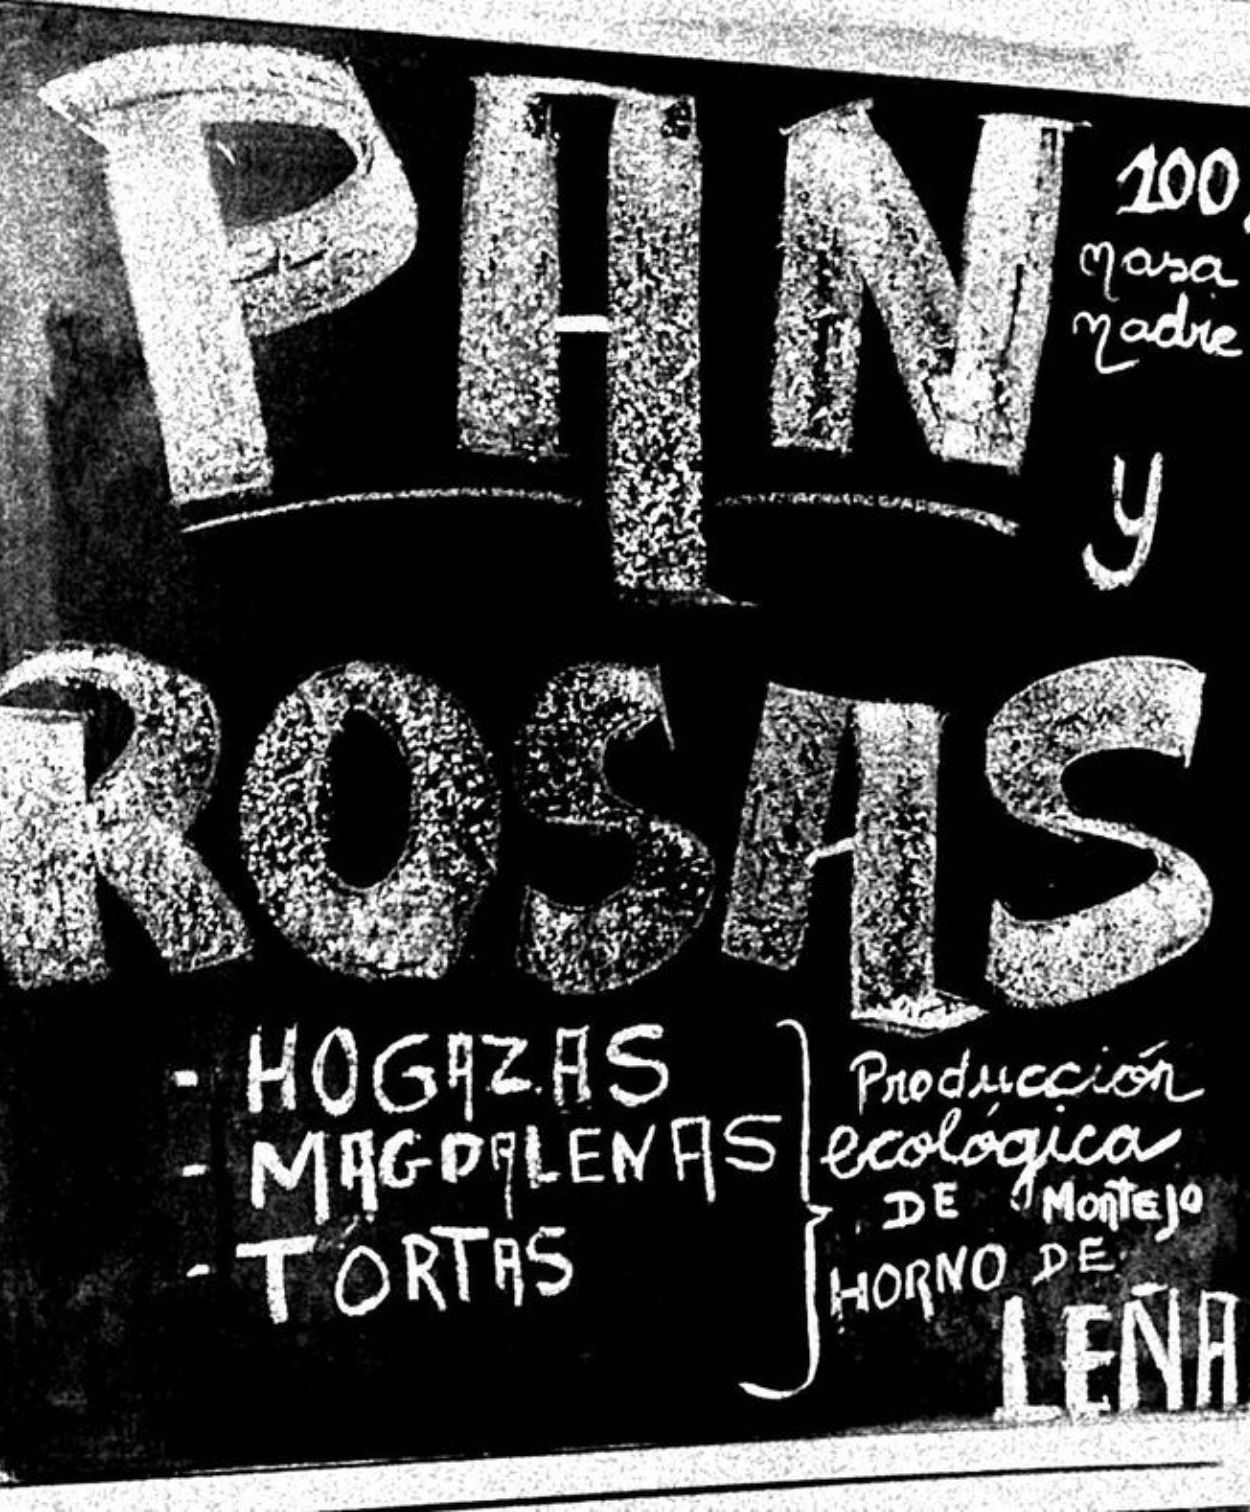 PAN
100%
masa
madre
y
ROSAS
- HOGAZAS
- MAGDALENAS
- TORTAS
Producción
ecológica
DE Montejo
HORNO DE
LEÑA